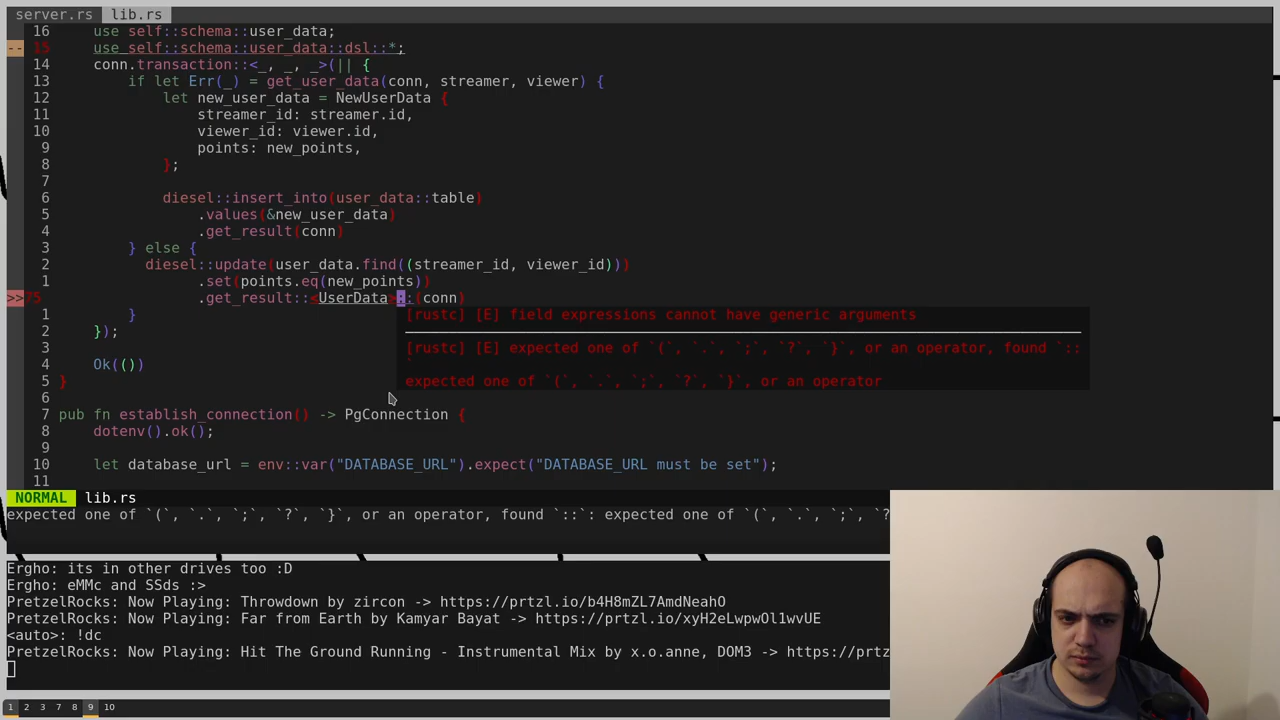 server.rs lib.rs
16 use self::schema::user_data;
-- 15 use self::schema::user_data::dsl::*;
14 conn.transaction::<_, _, _>(|| {
13 if let Err(_) = get_user_data(conn, streamer, viewer) {
12 let new_user_data = NewUserData {
11 streamer_id: streamer.id,
10 viewer_id: viewer.id,
9 points: new_points,
8 };
7
6 diesel::insert_into(user_data::table)
5 .values(&new_user_data)
4 .get_result(conn)
3 } else {
2 diesel::update(user_data.find((streamer_id, viewer_id)))
1 .set(points.eq(new_points))
>>75 .get_result::<UserData>::(conn)
1 }
[rustc] [E] field expressions cannot have generic arguments
2 });
3
[rustc] [E] expected one of `(`, `.`, `;`, `?`, `}`, or an operator, found `::
`
4 Ok(())
5 }
expected one of `(`, `.`, `;`, `?`, `}`, or an operator
6
7 pub fn establish_connection() -> PgConnection {
8 dotenv().ok();
9
10 let database_url = env::var("DATABASE_URL").expect("DATABASE_URL must be set");
11
NORMAL lib.rs
expected one of `(`, `.`, `;`, `?`, `}`, or an operator, found `::`: expected one of `(`, `.`, `;`, `?
Ergho: its in other drives too :D
Ergho: eMMc and SSds :>
PretzelRocks: Now Playing: Throwdown by zircon -> https://prtzl.io/b4H8mZL7AmdNeahO
PretzelRocks: Now Playing: Far from Earth by Kamyar Bayat -> https://prtzl.io/xyH2eLwpwOl1wvUE
<auto>: !dc
PretzelRocks: Now Playing: Hit The Ground Running - Instrumental Mix by x.o.anne, DOM3 -> https://prtz
1 2 3 4 5 6 7 8 9 10